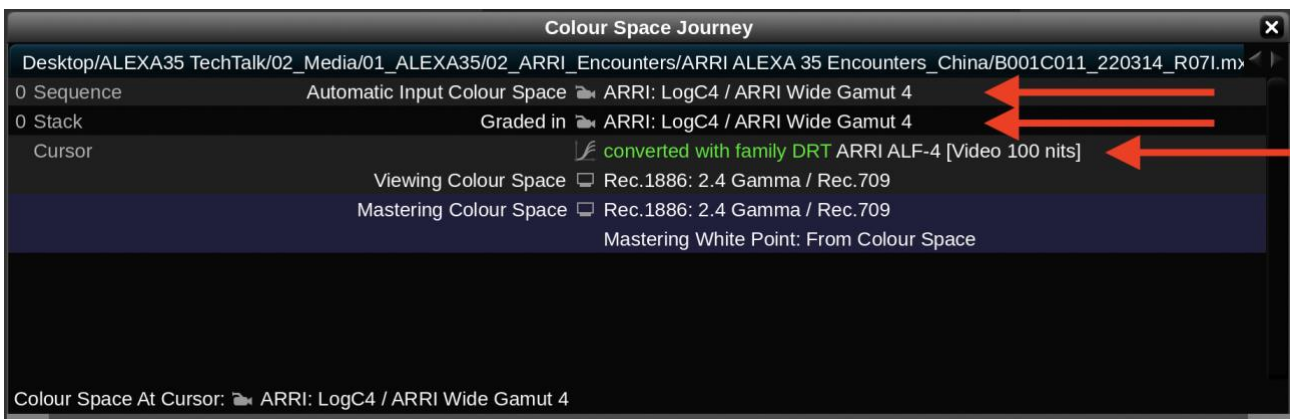 Colour Space Journey
Desktop/ALEXA35 TechTalk/02_Media/01_ALEXA35/02_ARRI_Encounters/ARRI ALEXA 35 Encounters_China/B001C011_220314_R07I.mx
0 Sequence Automatic Input Colour Space ARRI: LogC4 / ARRI Wide Gamut 4
0 Stack Graded in ARRI: LogC4 / ARRI Wide Gamut 4
Cursor converted with family DRT ARRI ALF-4 [Video 100 nits]
Viewing Colour Space Rec.1886: 2.4 Gamma / Rec.709
Mastering Colour Space Rec.1886: 2.4 Gamma / Rec.709
Mastering White Point: From Colour Space
Colour Space At Cursor: ARRI: LogC4 / ARRI Wide Gamut 4